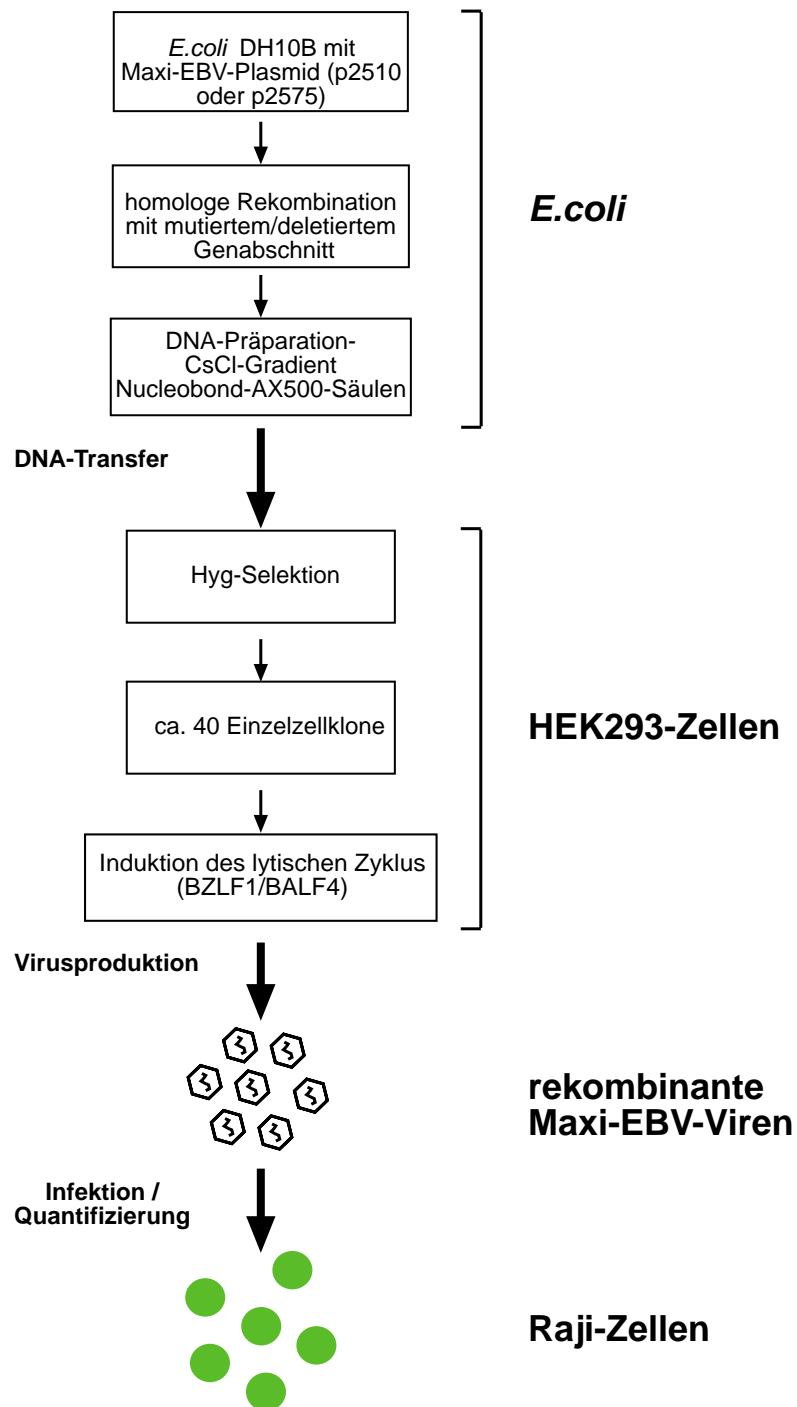 E.coli DH10B mit
Maxi-EBV-Plasmid (p2510
oder p2575)
homologe Rekombination
mit mutiertem/deletiertem
Genabschnitt
E.coli
DNA-Präparation-
CsCl-Gradient
Nucleobond-AX500-Säulen
DNA-Transfer
Hyg-Selektion
ca. 40 Einzelzellklone
HEK293-Zellen
Induktion des lytischen Zyklus
(BZLF1/BALF4)
Virusproduktion
rekombinante
Maxi-EBV-Viren
Infektion /
Quantifizierung
Raji-Zellen